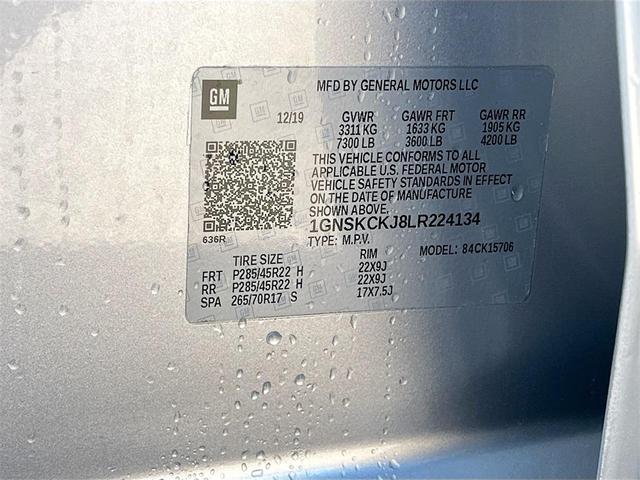 GM
MFD BY GENERAL MOTORS LLC
12/19
GVWR GAWR FRT GAWR RR
3311 KG 1633 KG 1905 KG
7300 LB 3600 LB 4200 LB
THIS VEHICLE CONFORMS TO ALL
APPLICABLE U.S. FEDERAL MOTOR
VEHICLE SAFETY STANDARDS IN EFFECT
ON THE DATE OF MANUFACTURE
SHOWN ABOVE.
1GNSKCKJ8LR224134
636R
TYPE: M.P.V. MODEL: 84CK15706
TIRE SIZE RIM
FRT P285/45R22 H 22X9J
RR P285/45R22 H 22X9J
SPA 265/70R17 S 17X7.5J